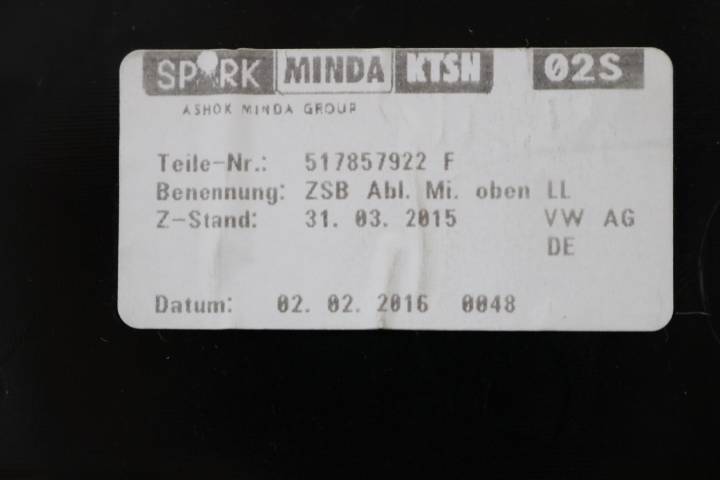 SPARK MINDA KTSN 02S
ASHOK MINDA GROUP
Teile-Nr.: 517857922 F
Benennung: ZSB Abl. Mi. oben LL
Z-Stand: 31. 03. 2015 VW AG
DE
Datum: 02. 02. 2016 0048